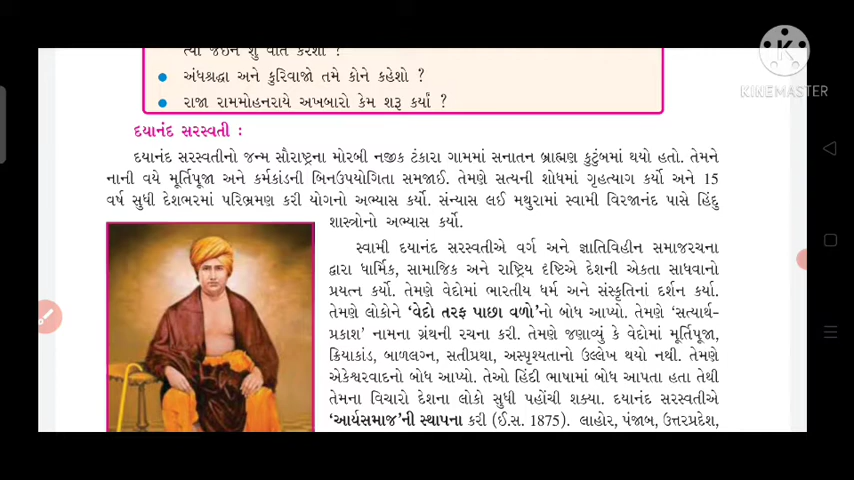 ત્યાં જઇને શું વાત કરશો ?
અંધશ્રદ્ધા અને કુરિવાજો તમે કોને કહેશો ?
રાજા રામમોહનરાયે અખબારો કેમ શરૂ કર્યાં ?
KINEMASTER
દયાનંદ સરસ્વતી :
દયાનંદ સરસ્વતીનો જન્મ સૌરાષ્ટ્રના મોરબી નજીક ટંકારા ગામમાં સનાતન બ્રાહ્મણ કુટુંબમાં થયો હતો. તેમને
નાની વયે મૂર્તિપૂજા અને કર્મકાંડની બિનઉપયોગિતા સમજાઈ. તેમણે સત્યની શોધમાં ગૃહત્યાગ કર્યો અને 15
વર્ષ સુધી દેશભરમાં પરિભ્રમણ કરી યોગનો અભ્યાસ કર્યો. સંન્યાસ લઈ મથુરામાં સ્વામી વિરજાનંદ પાસે હિંદુ
શાસ્ત્રોનો અભ્યાસ કર્યો.
સ્વામી દયાનંદ સરસ્વતીએ વર્ગ અને જ્ઞાતિવિહીન સમાજરચના
દ્વારા ધાર્મિક, સામાજિક અને રાષ્ટ્રિય દૃષ્ટિએ દેશની એકતા સાધવાનો
પ્રયત્ન કર્યો. તેમણે વેદોમાં ભારતીય ધર્મ અને સંસ્કૃતિનાં દર્શન કર્યા.
તેમણે લોકોને ‘વેદો તરફ પાછા વળો’નો બોધ આપ્યો. તેમણે ‘સત્યાર્થ-
પ્રકાશ’ નામના ગ્રંથની રચના કરી. તેમણે જણાવ્યું કે વેદોમાં મૂર્તિપૂજા,
ક્રિયાકાંડ, બાળલગ્ન, સતીપ્રથા, અસ્પૃશ્યતાનો ઉલ્લેખ થયો નથી. તેમણે
એકેશ્વરવાદનો બોધ આપ્યો. તેઓ હિંદી ભાષામાં બોધ આપતા હતા તેથી
તેમના વિચારો દેશના લોકો સુધી પહોંચી શક્યા. દયાનંદ સરસ્વતીએ
‘આર્યસમાજ’ની સ્થાપના કરી (ઈ.સ. 1875). લાહોર, પંજાબ, ઉત્તરપ્રદેશ,